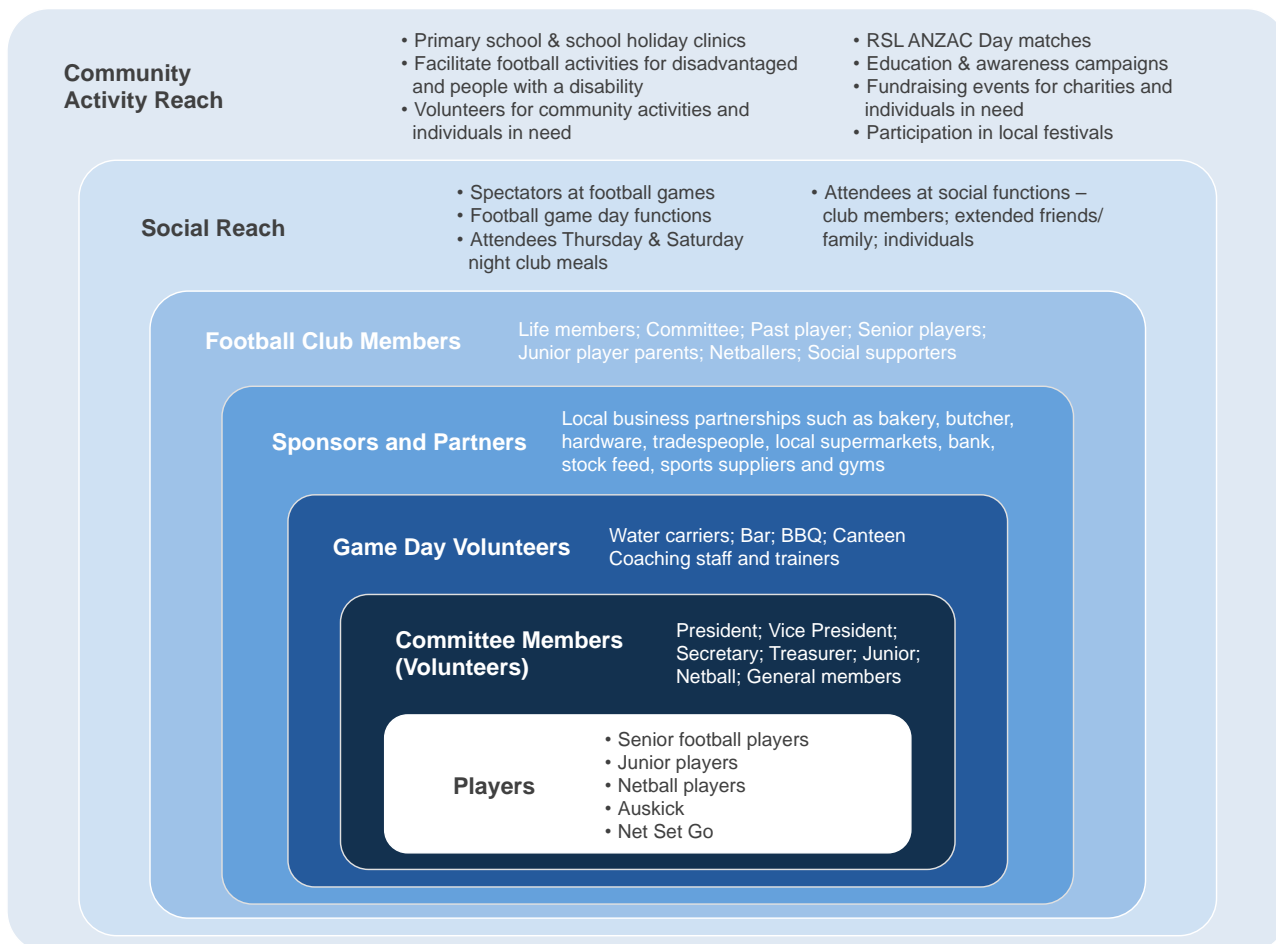 Community
Activity Reach
• Primary school & school holiday clinics
• Facilitate football activities for disadvantaged
and people with a disability
• Volunteers for community activities and
individuals in need
• RSL ANZAC Day matches
• Education & awareness campaigns
• Fundraising events for charities and
individuals in need
• Participation in local festivals
Social Reach
• Spectators at football games
• Football game day functions
• Attendees Thursday & Saturday
night club meals
• Attendees at social functions –
club members; extended friends/
family; individuals
Football Club Members
Life members; Committee; Past player; Senior players;
Junior player parents; Netballers; Social supporters
Sponsors and Partners
Local business partnerships such as bakery, butcher,
hardware, tradespeople, local supermarkets, bank,
stock feed, sports suppliers and gyms
Game Day Volunteers
Water carriers; Bar; BBQ; Canteen
Coaching staff and trainers
Committee Members
(Volunteers)
President; Vice President;
Secretary; Treasurer; Junior;
Netball; General members
Players
• Senior football players
• Junior players
• Netball players
• Auskick
• Net Set Go